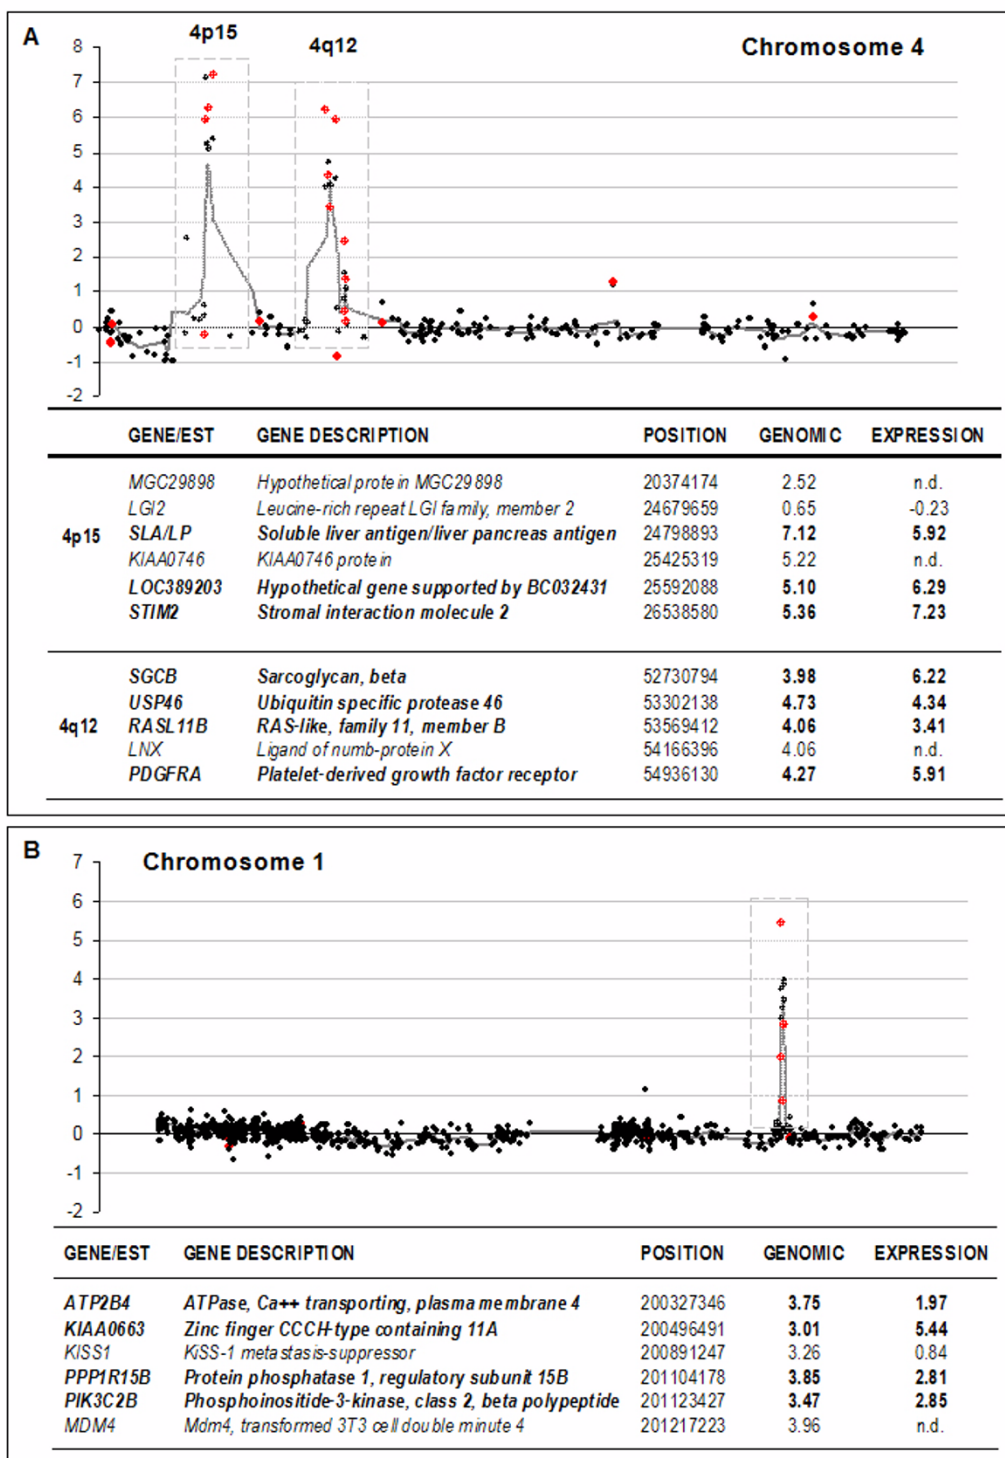 A
4p15
4q12
Chromosome 4
8
7
6
5
4
3
2
1
0
-1
-2
GENE/EST GENE DESCRIPTION POSITION GENOMIC EXPRESSION
4p15
MGC29898 Hypothetical protein MGC29898 20374174 2.52 n.d.
LGI2 Leucine-rich repeat LGI family, member 2 24679659 0.65 -0.23
SLA/LP Soluble liver antigen/liver pancreas antigen 24798893 7.12 5.92
KIAA0746 KIAA0746 protein 25425319 5.22 n.d.
LOC389203 Hypothetical gene supported by BC032431 25592088 5.10 6.29
STIM2 Stromal interaction molecule 2 26538580 5.36 7.23
4q12
SGCB Sarcoglycan, beta 52730794 3.98 6.22
USP46 Ubiquitin specific protease 46 53302138 4.73 4.34
RASL11B RAS-like, family 11, member B 53569412 4.06 3.41
LNX Ligand of numb-protein X 54166396 4.06 n.d.
PDGFRA Platelet-derived growth factor receptor 54936130 4.27 5.91
B
Chromosome 1
7
6
5
4
3
2
1
0
-1
-2
GENE/EST GENE DESCRIPTION POSITION GENOMIC EXPRESSION
ATP2B4 ATPase, Ca++ transporting, plasma membrane 4 200327346 3.75 1.97
KIAA0663 Zinc finger CCCH-type containing 11A 200496491 3.01 5.44
KISS1 KiSS-1 metastasis-suppressor 200891247 3.26 0.84
PPP1R15B Protein phosphatase 1, regulatory subunit 15B 201104178 3.85 2.81
PIK3C2B Phosphoinositide-3-kinase, class 2, beta polypeptide 201123427 3.47 2.85
MDM4 Mdm4, transformed 3T3 cell double minute 4 201217223 3.96 n.d.